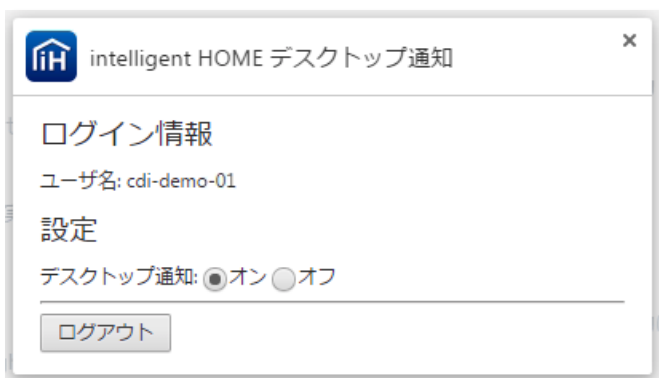 iH intelligent HOME デスクトップ通知 ×
ログイン情報
ユーザ名: cdi-demo-01
設定
デスクトップ通知: オン オフ
ログアウト